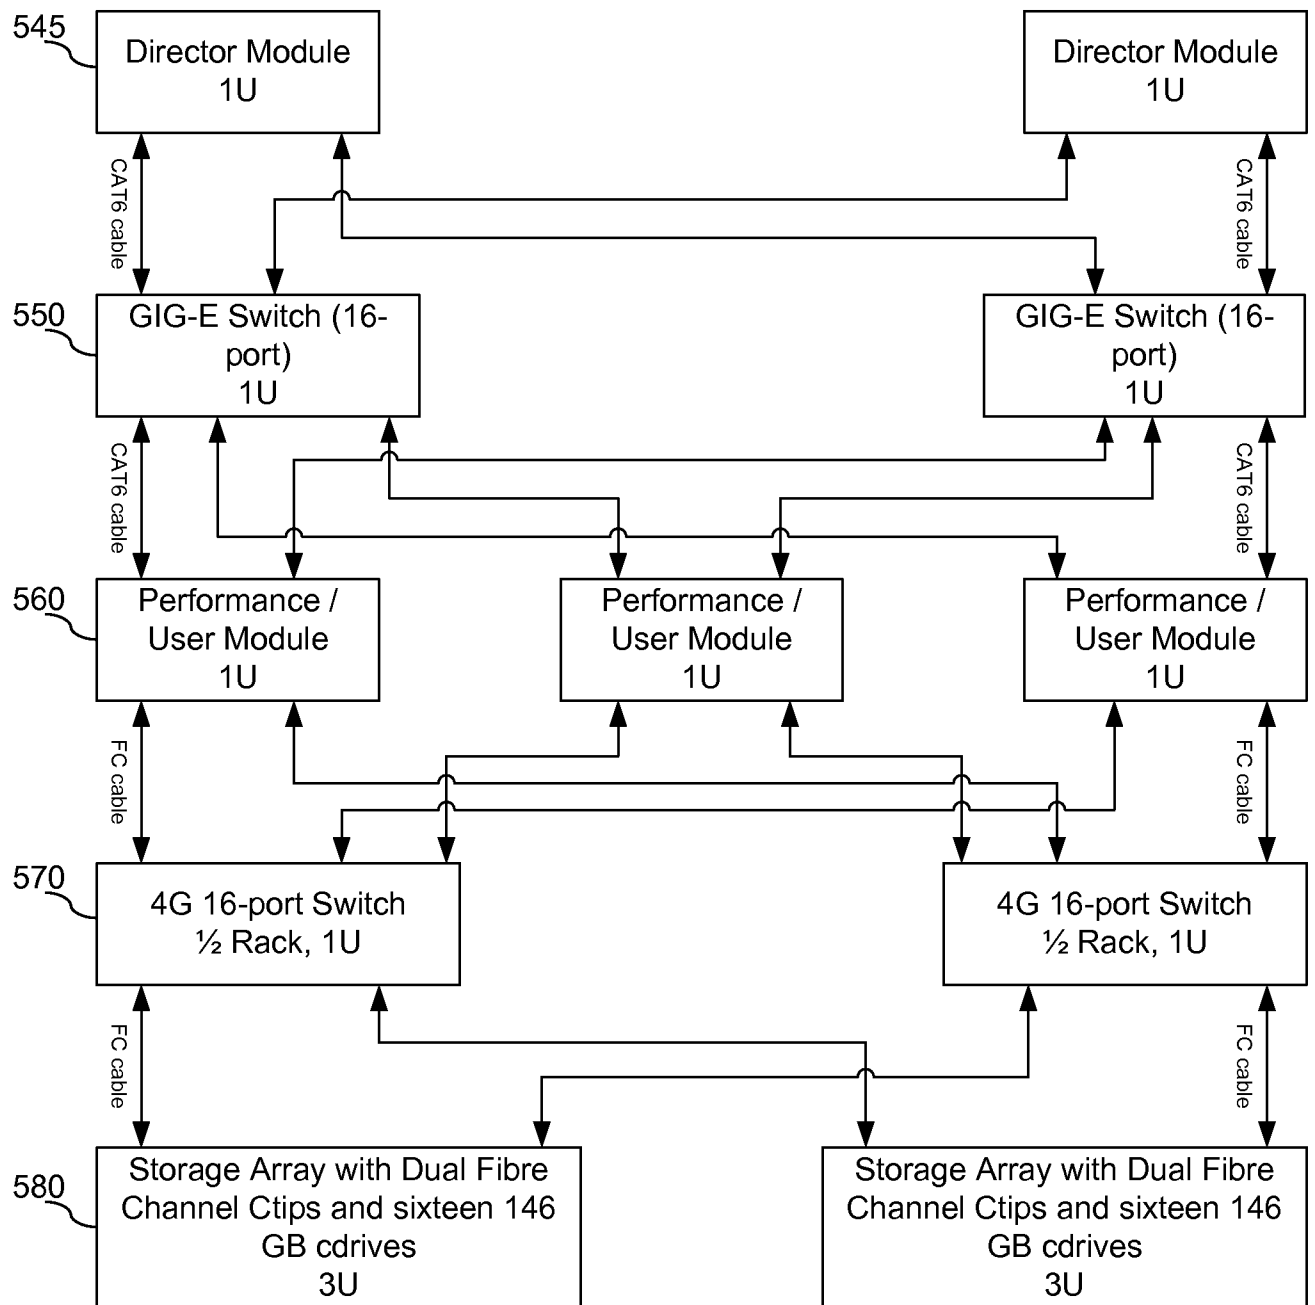 545
Director Module
1U
Director Module
1U
CAT6 cable
CAT6 cable
550
GIG-E Switch (16-
port)
1U
GIG-E Switch (16-
port)
1U
CAT6 cable
CAT6 cable
560
Performance /
User Module
1U
Performance /
User Module
1U
Performance /
User Module
1U
FC cable
FC cable
570
4G 16-port Switch
½ Rack, 1U
4G 16-port Switch
½ Rack, 1U
FC cable
FC cable
580
Storage Array with Dual Fibre
Channel Ctips and sixteen 146
GB cdrives
3U
Storage Array with Dual Fibre
Channel Ctips and sixteen 146
GB cdrives
3U